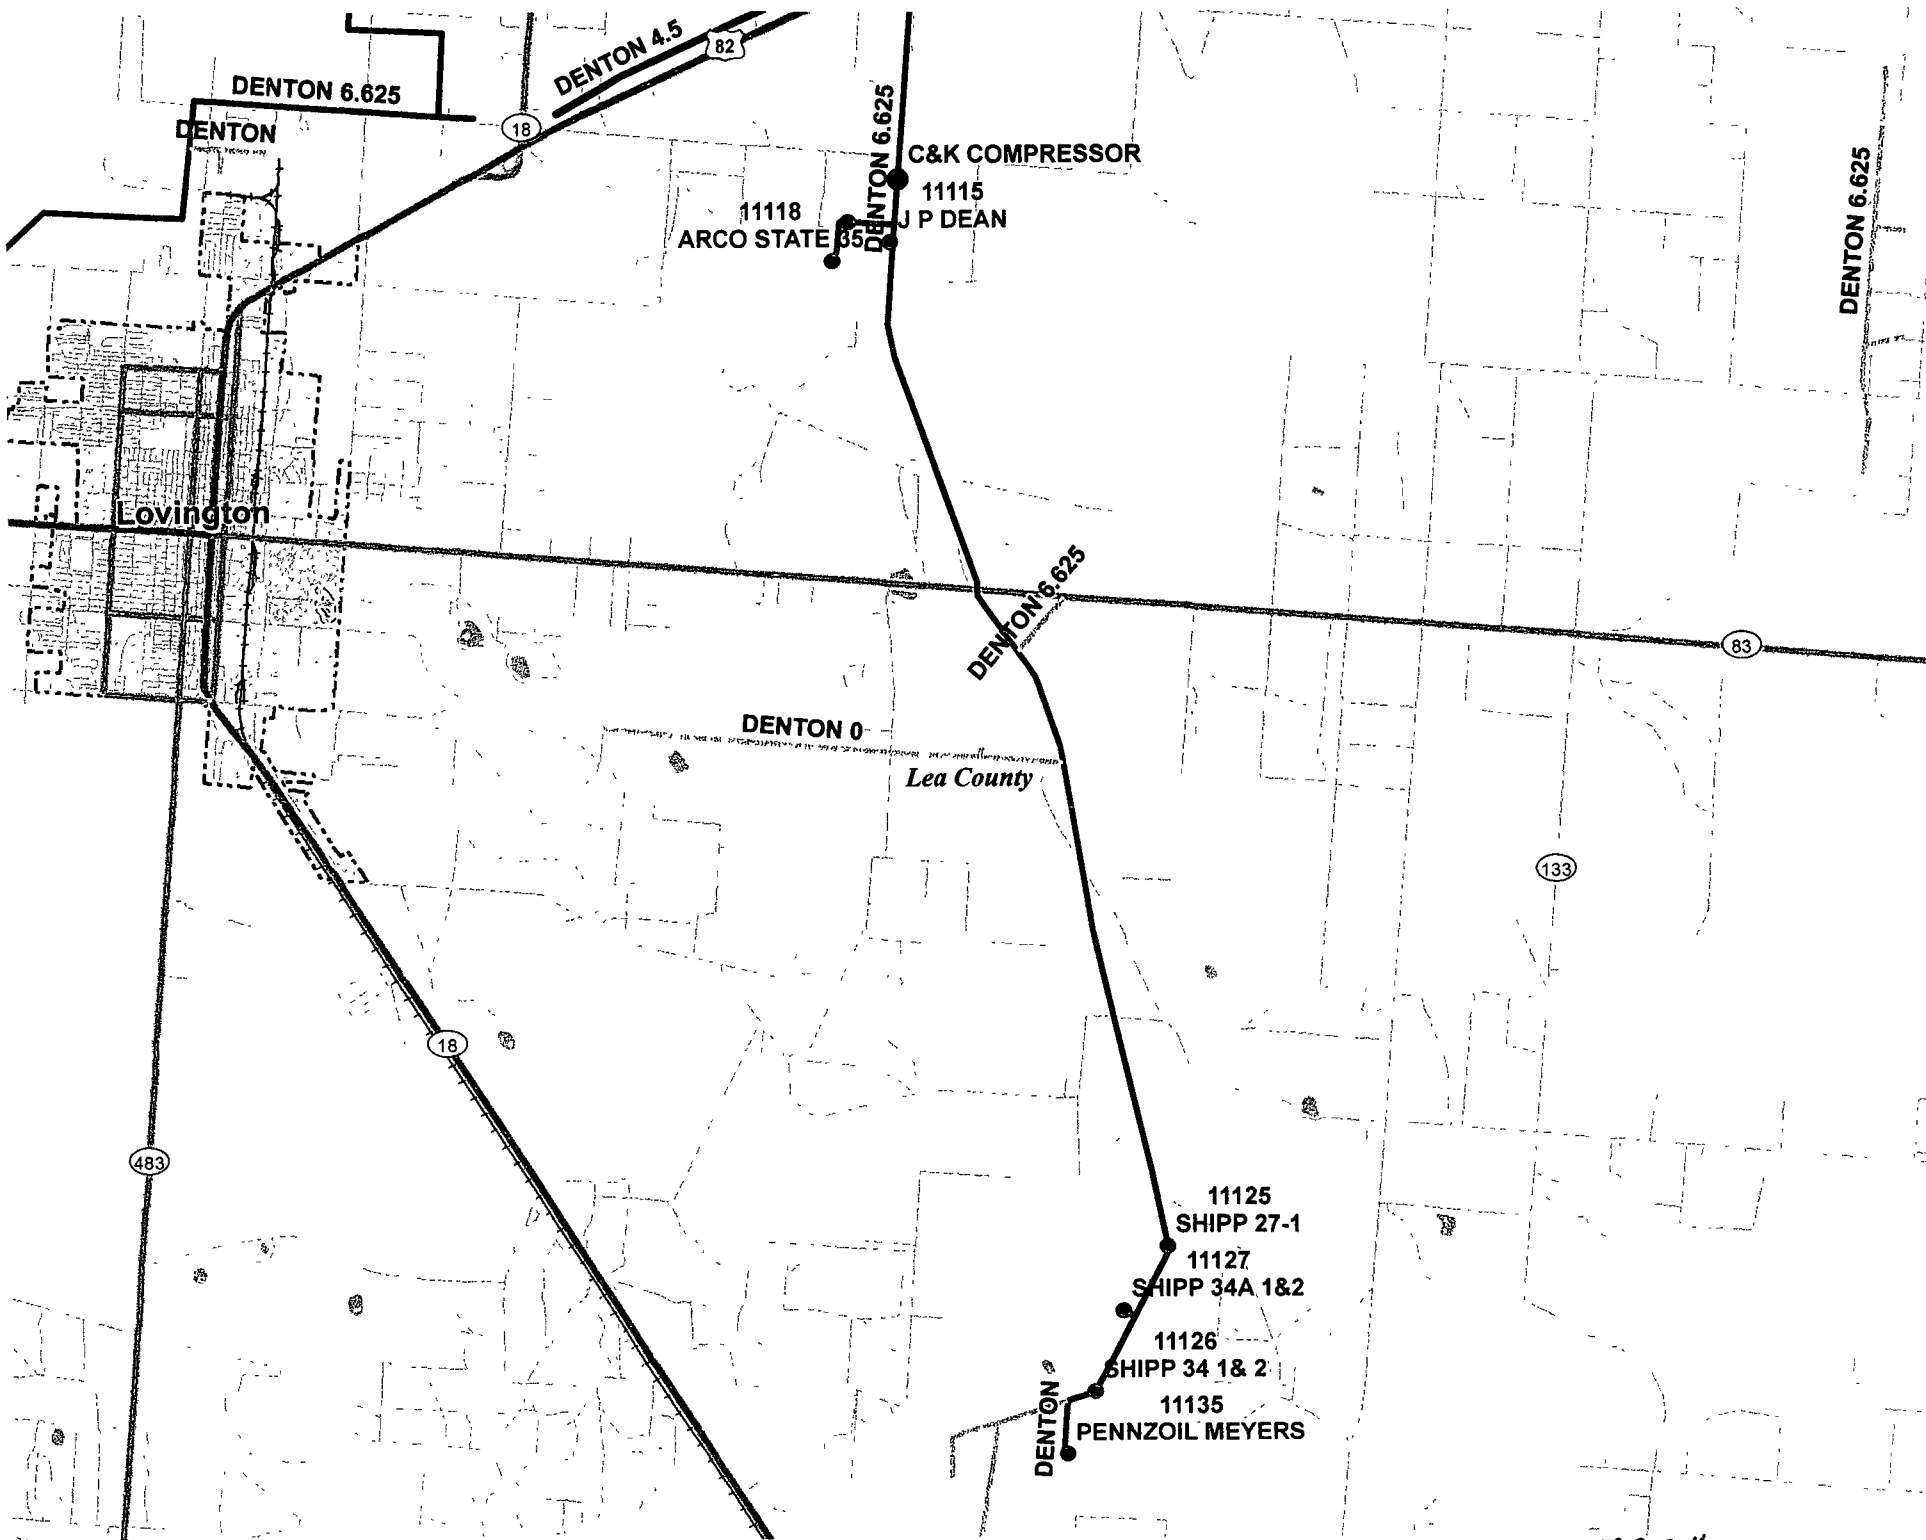 DENTON 4.5
82
DENTON 6.625
DENTON
18
DENTON 6.625
C&K COMPRESSOR
11115
J P DEAN
11118
ARCO STATE 35
DENTON 6.625
Lovington
DENTON 6.625
83
DENTON 0
Lea County
133
18
483
11125
SHIPP 27-1
11127
SHIPP 34A 1&2
11126
SHIPP 34 1& 2
11135
PENNZOIL MEYERS
DENTON